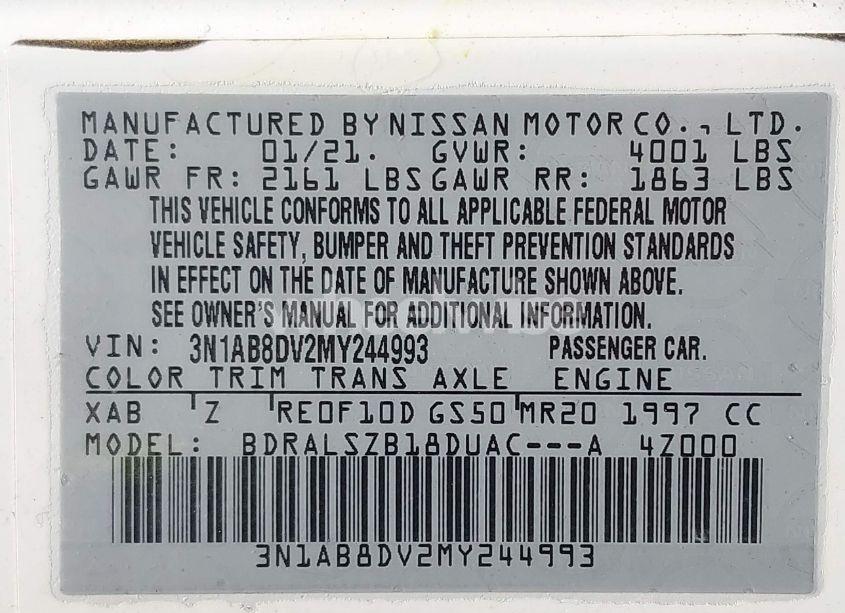 MANUFACTURED BY NISSAN MOTOR CO., LTD.
DATE: 01/21. GVWR: 4001 LBS
GAWR FR: 2161 LBS GAWR RR: 1863 LBS
THIS VEHICLE CONFORMS TO ALL APPLICABLE FEDERAL MOTOR
VEHICLE SAFETY, BUMPER AND THEFT PREVENTION STANDARDS
IN EFFECT ON THE DATE OF MANUFACTURE SHOWN ABOVE.
SEE OWNER'S MANUAL FOR ADDITIONAL INFORMATION.
VIN: 3N1AB8DV2MY244993 PASSENGER CAR.
COLOR TRIM TRANS AXLE ENGINE
XAB Z RE0F10D GS50 MR20 1997 CC
MODEL: BDRALSZB18DUAC---A 4Z000
3N1AB8DV2MY244993